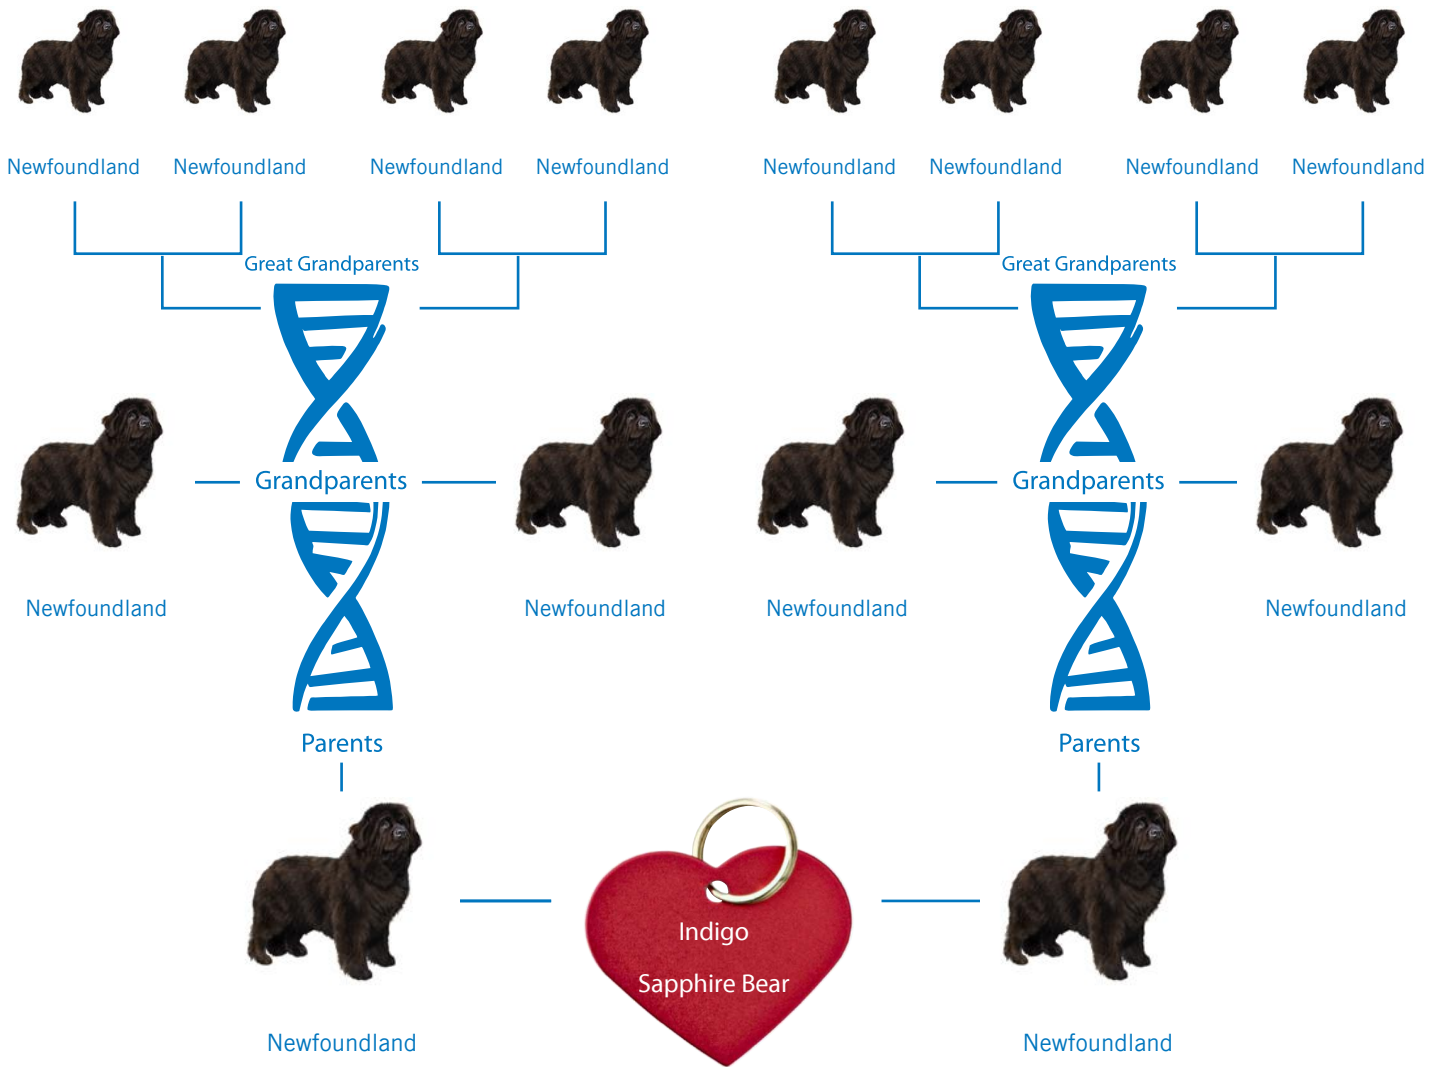 Newfoundland Newfoundland Newfoundland Newfoundland Newfoundland Newfoundland Newfoundland Newfoundland
Great Grandparents Great Grandparents
Grandparents Grandparents
Newfoundland Newfoundland Newfoundland Newfoundland
Parents Parents
Indigo
Sapphire Bear
Newfoundland Newfoundland